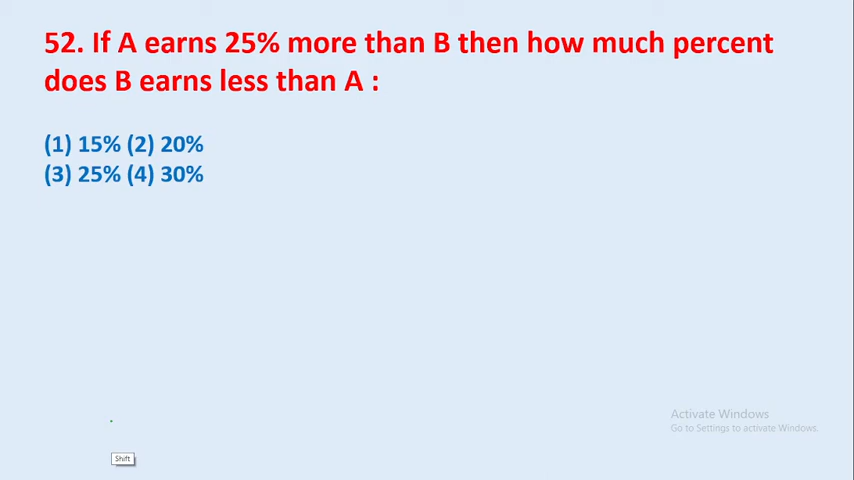 52. If A earns 25% more than B then how much percent
does B earns less than A :
(1) 15% (2) 20%
(3) 25% (4) 30%
Activate Windows
Go to Settings to activate Windows.
Shift